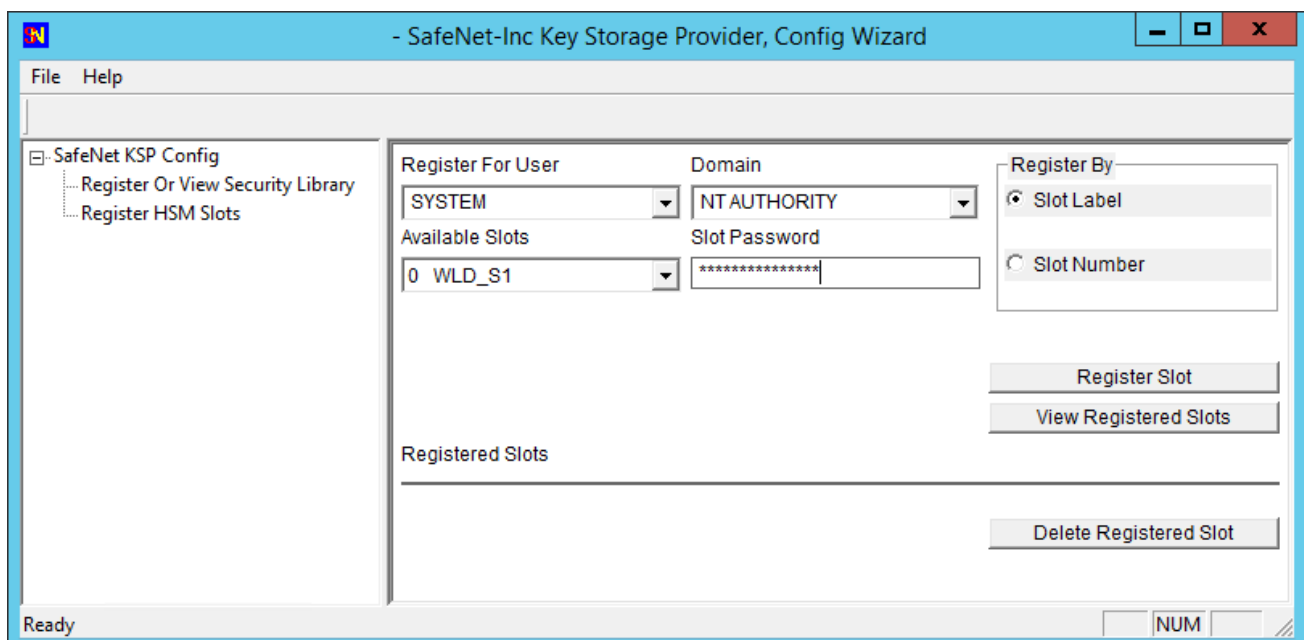 SN
- SafeNet-Inc Key Storage Provider, Config Wizard
x
File Help
SafeNet KSP Config
Register Or View Security Library
Register HSM Slots
Register For User Domain
SYSTEM NT AUTHORITY
Available Slots Slot Password
0 WLD_S1 ***************
Register By
Slot Label
Slot Number
Register Slot
View Registered Slots
Registered Slots
Delete Registered Slot
Ready NUM